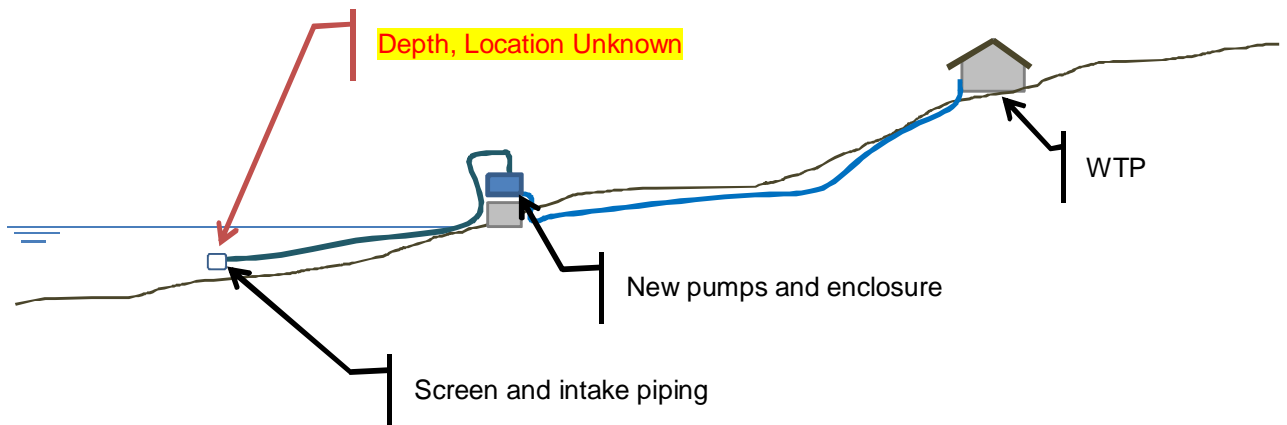 Depth, Location Unknown
WTP
New pumps and enclosure
Screen and intake piping